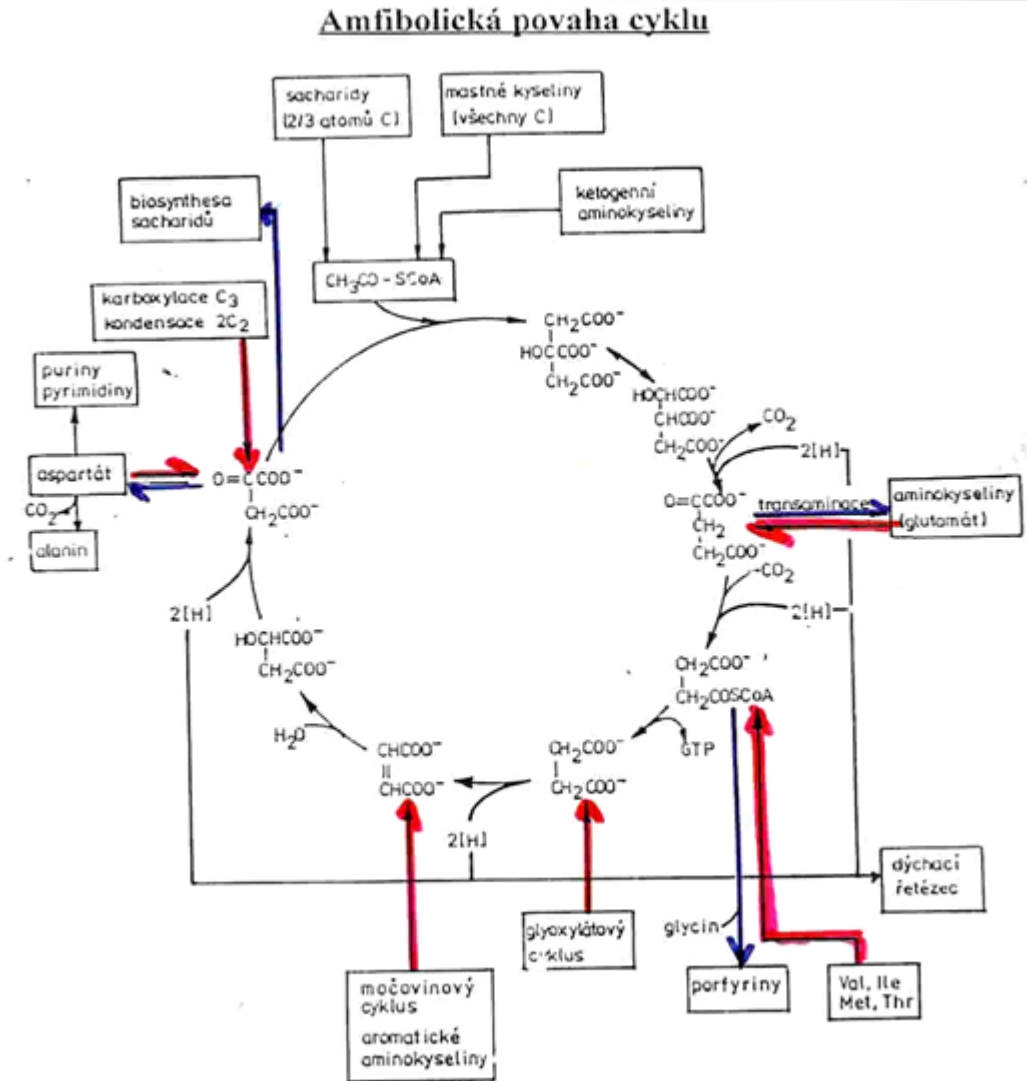 Amfibolická povaha cyklu
sacharidy
(2/3 atomů C)
mastné kyseliny
(všechny C)
biosynthesa
sacharidů
ketogenní
aminokyseliny
CH₃CO-SCoA
karboxylace C₃
kondensace 2C₂
CH₂COO⁻
HOCCOO⁻
CH₂COO⁻
puriny
pyrimidiny
HOCHCOO⁻
CHCOO⁻
CH₂COO⁻
CO₂
2[H]
aspartát
O=CCOO⁻
CH₂COO⁻
CO₂
alanin
O=CCOO⁻
CH₂
CH₂COO⁻
transaminace
aminokyseliny
(glutamát)
CO₂
2[H]
2[H]
HOCHCOO⁻
CH₂COO⁻
CH₂COO⁻
CH₂COSCoA
H₂O
GTP
CHCOO⁻
CHCOO⁻
CH₂COO⁻
CH₂COO⁻
2[H]
dýchací
řetězec
glyoxylátový
cyklus
glycin
močovinový
cyklus
aromatické
aminokyseliny
porfyriny
Val, Ile
Met, Thr